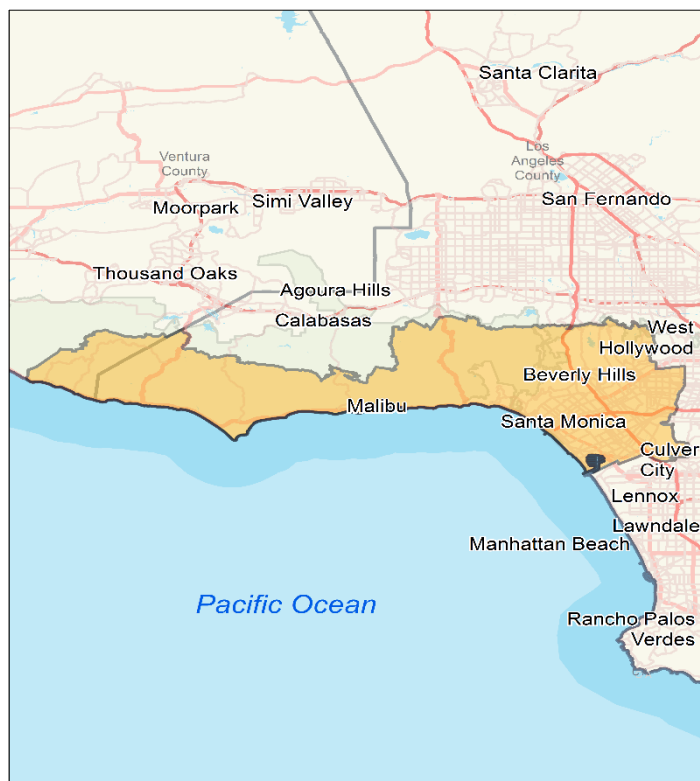 Santa Clarita
Ventura
County
Los
Angeles
County
San Fernando
Simi Valley
Moorpark
Thousand Oaks
Agoura Hills
Calabasas
West
Hollywood
Beverly Hills
Malibu
Santa Monica
Culver
City
Lennox
Lawndale
Manhattan Beach
Pacific Ocean
Rancho Palos
Verdes